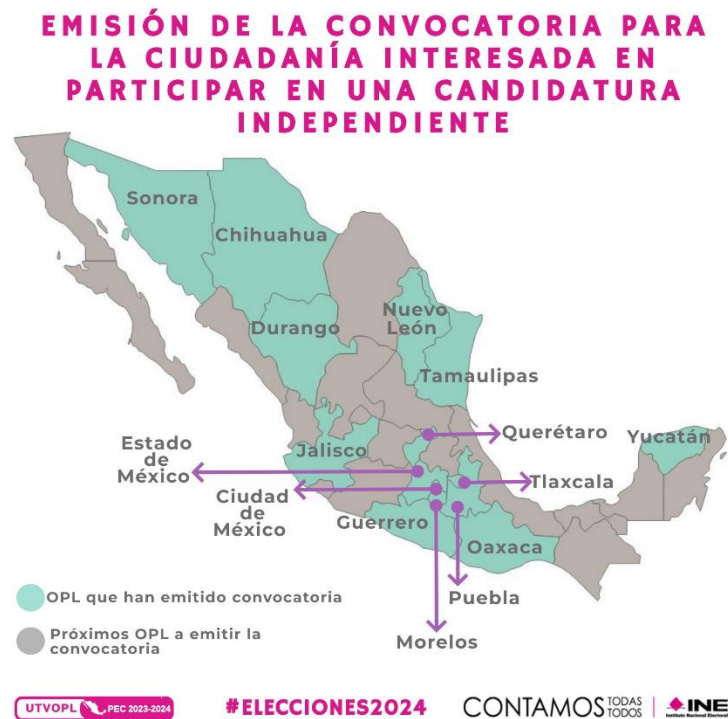 EMISIÓN DE LA CONVOCATORIA PARA
LA CIUDADANÍA INTERESADA EN
PARTICIPAR EN UNA CANDIDATURA
INDEPENDIENTE
Sonora
Chihuahua
Durango
Nuevo
León
Tamaulipas
Estado
de
México
Jalisco
Querétaro
Yucatán
Ciudad
de
México
Tlaxcala
Guerrero
Oaxaca
Puebla
Morelos
OPL que han emitido convocatoria
Próximos OPL a emitir la
convocatoria
UTVOPL PEC 2023-2024
#ELECCIONES2024
CONTAMOS TODAS
TODOS
INE
Instituto Nacional Electoral